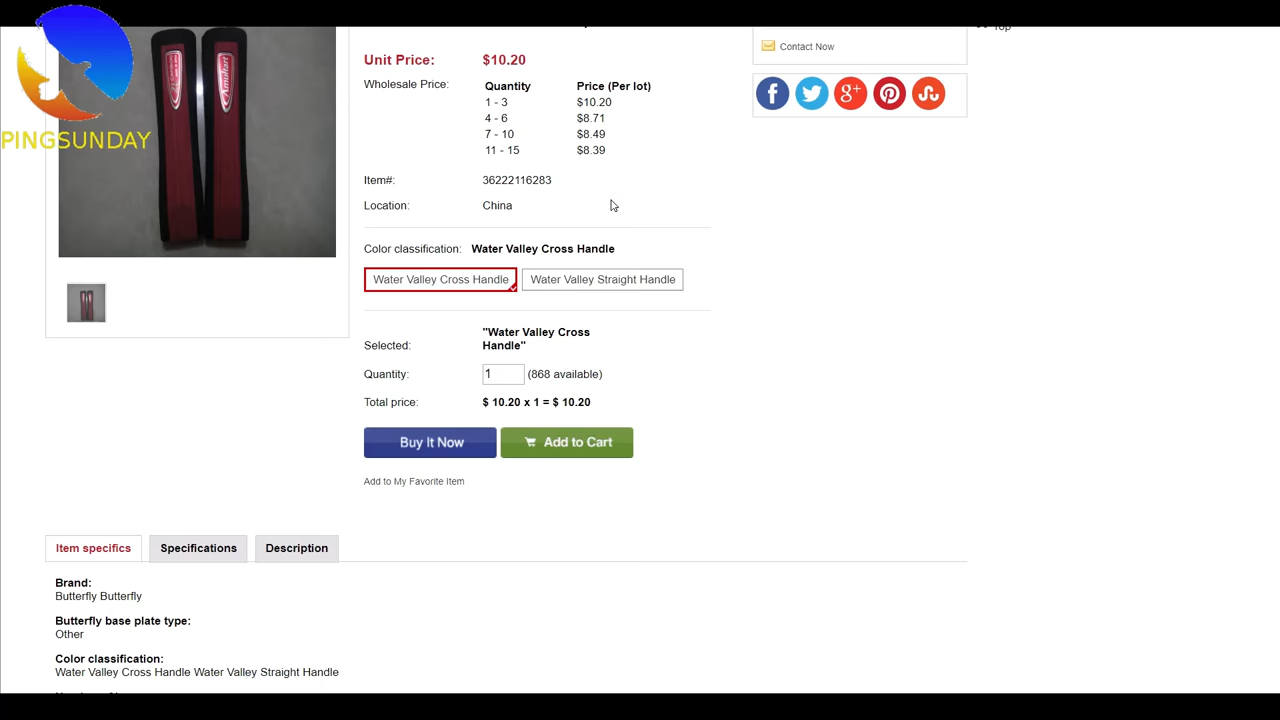 PINGSUNDAY
Unit Price: $10.20
Wholesale Price: Quantity Price (Per lot)
1 - 3 $10.20
4 - 6 $8.71
7 - 10 $8.49
11 - 15 $8.39
Item#: 36222116283
Location: China
Color classification: Water Valley Cross Handle
Water Valley Cross Handle Water Valley Straight Handle
Selected: "Water Valley Cross
Handle"
Quantity: 1 (868 available)
Total price: $ 10.20 x 1 = $ 10.20
Buy It Now Add to Cart
Add to My Favorite Item
Contact Now
Item specifics Specifications Description
Brand:
Butterfly Butterfly
Butterfly base plate type:
Other
Color classification:
Water Valley Cross Handle Water Valley Straight Handle